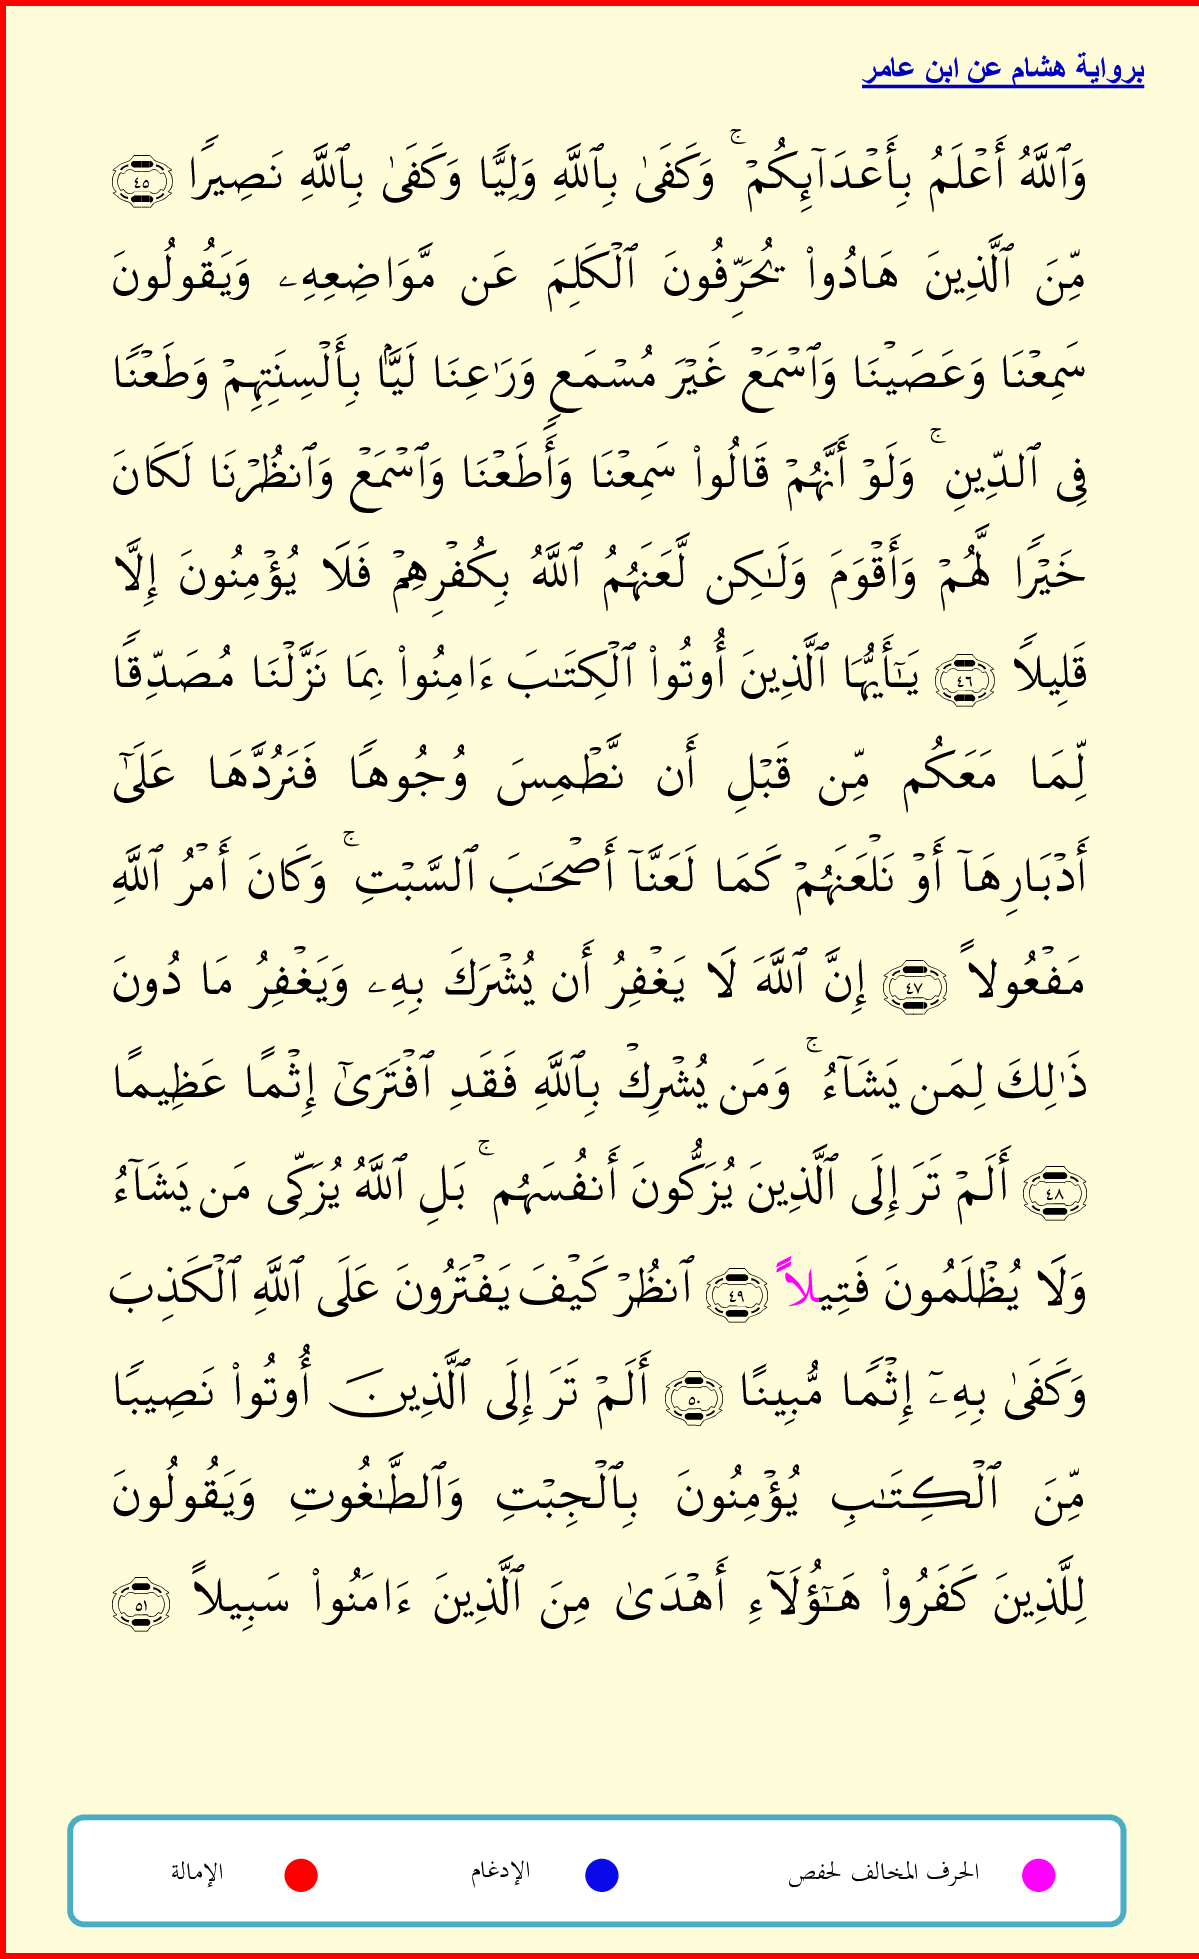 برواية هشام عن ابن عامر
وَٱللَّهُ أَعْلَمُ بِأَعْدَآئِكُمْ ۚ وَكَفَىٰ بِٱللَّهِ وَلِيًّا وَكَفَىٰ بِٱللَّهِ نَصِيرًا ٤٥
مِّنَ ٱلَّذِينَ هَادُوا۟ يُحَرِّفُونَ ٱلْكَلِمَ عَن مَّوَاضِعِهِۦ وَيَقُولُونَ
سَمِعْنَا وَعَصَيْنَا وَٱسْمَعْ غَيْرَ مُسْمَعٍ وَرَٰعِنَا لَيًّۢا بِأَلْسِنَتِهِمْ وَطَعْنًا
فِى ٱلدِّينِ ۚ وَلَوْ أَنَّهُمْ قَالُوا۟ سَمِعْنَا وَأَطَعْنَا وَٱسْمَعْ وَٱنظُرْنَا لَكَانَ
خَيْرًا لَّهُمْ وَأَقْوَمَ وَلَـٰكِن لَّعَنَهُمُ ٱللَّهُ بِكُفْرِهِمْ فَلَا يُؤْمِنُونَ إِلَّا
قَلِيلاً ٤٦ يَـٰٓأَيُّهَا ٱلَّذِينَ أُوتُوا۟ ٱلْكِتَـٰبَ ءَامِنُوا۟ بِمَا نَزَّلْنَا مُصَدِّقًا
لِّمَا مَعَكُم مِّن قَبْلِ أَن نَّطْمِسَ وُجُوهًا فَنَرُدَّهَا عَلَىٰٓ
أَدْبَارِهَآ أَوْ نَلْعَنَهُمْ كَمَا لَعَنَّآ أَصْحَـٰبَ ٱلسَّبْتِ ۚ وَكَانَ أَمْرُ ٱللَّهِ
مَفْعُولاً ٤٧ إِنَّ ٱللَّهَ لَا يَغْفِرُ أَن يُشْرَكَ بِهِۦ وَيَغْفِرُ مَا دُونَ
ذَٰلِكَ لِمَن يَشَآءُ ۚ وَمَن يُشْرِكْ بِٱللَّهِ فَقَدِ ٱفْتَرَىٰٓ إِثْمًا عَظِيمًا
٤٨ أَلَمْ تَرَ إِلَى ٱلَّذِينَ يُزَكُّونَ أَنفُسَهُم ۚ بَلِ ٱللَّهُ يُزَكِّى مَن يَشَآءُ
وَلَا يُظْلَمُونَ فَتِيلاً ٤٩ ٱنظُرْ كَيْفَ يَفْتَرُونَ عَلَى ٱللَّهِ ٱلْكَذِبَ
وَكَفَىٰ بِهِۦٓ إِثْمًا مُّبِينًا ٥٠ أَلَمْ تَرَ إِلَى ٱلَّذِينَ أُوتُوا۟ نَصِيبًا
مِّنَ ٱلْكِتَـٰبِ يُؤْمِنُونَ بِٱلْجِبْتِ وَٱلطَّـٰغُوتِ وَيَقُولُونَ
لِلَّذِينَ كَفَرُوا۟ هَـٰٓؤُلَآءِ أَهْدَىٰ مِنَ ٱلَّذِينَ ءَامَنُوا۟ سَبِيلاً ٥١
الحرف المخالف لحفص الإدغام الإمالة